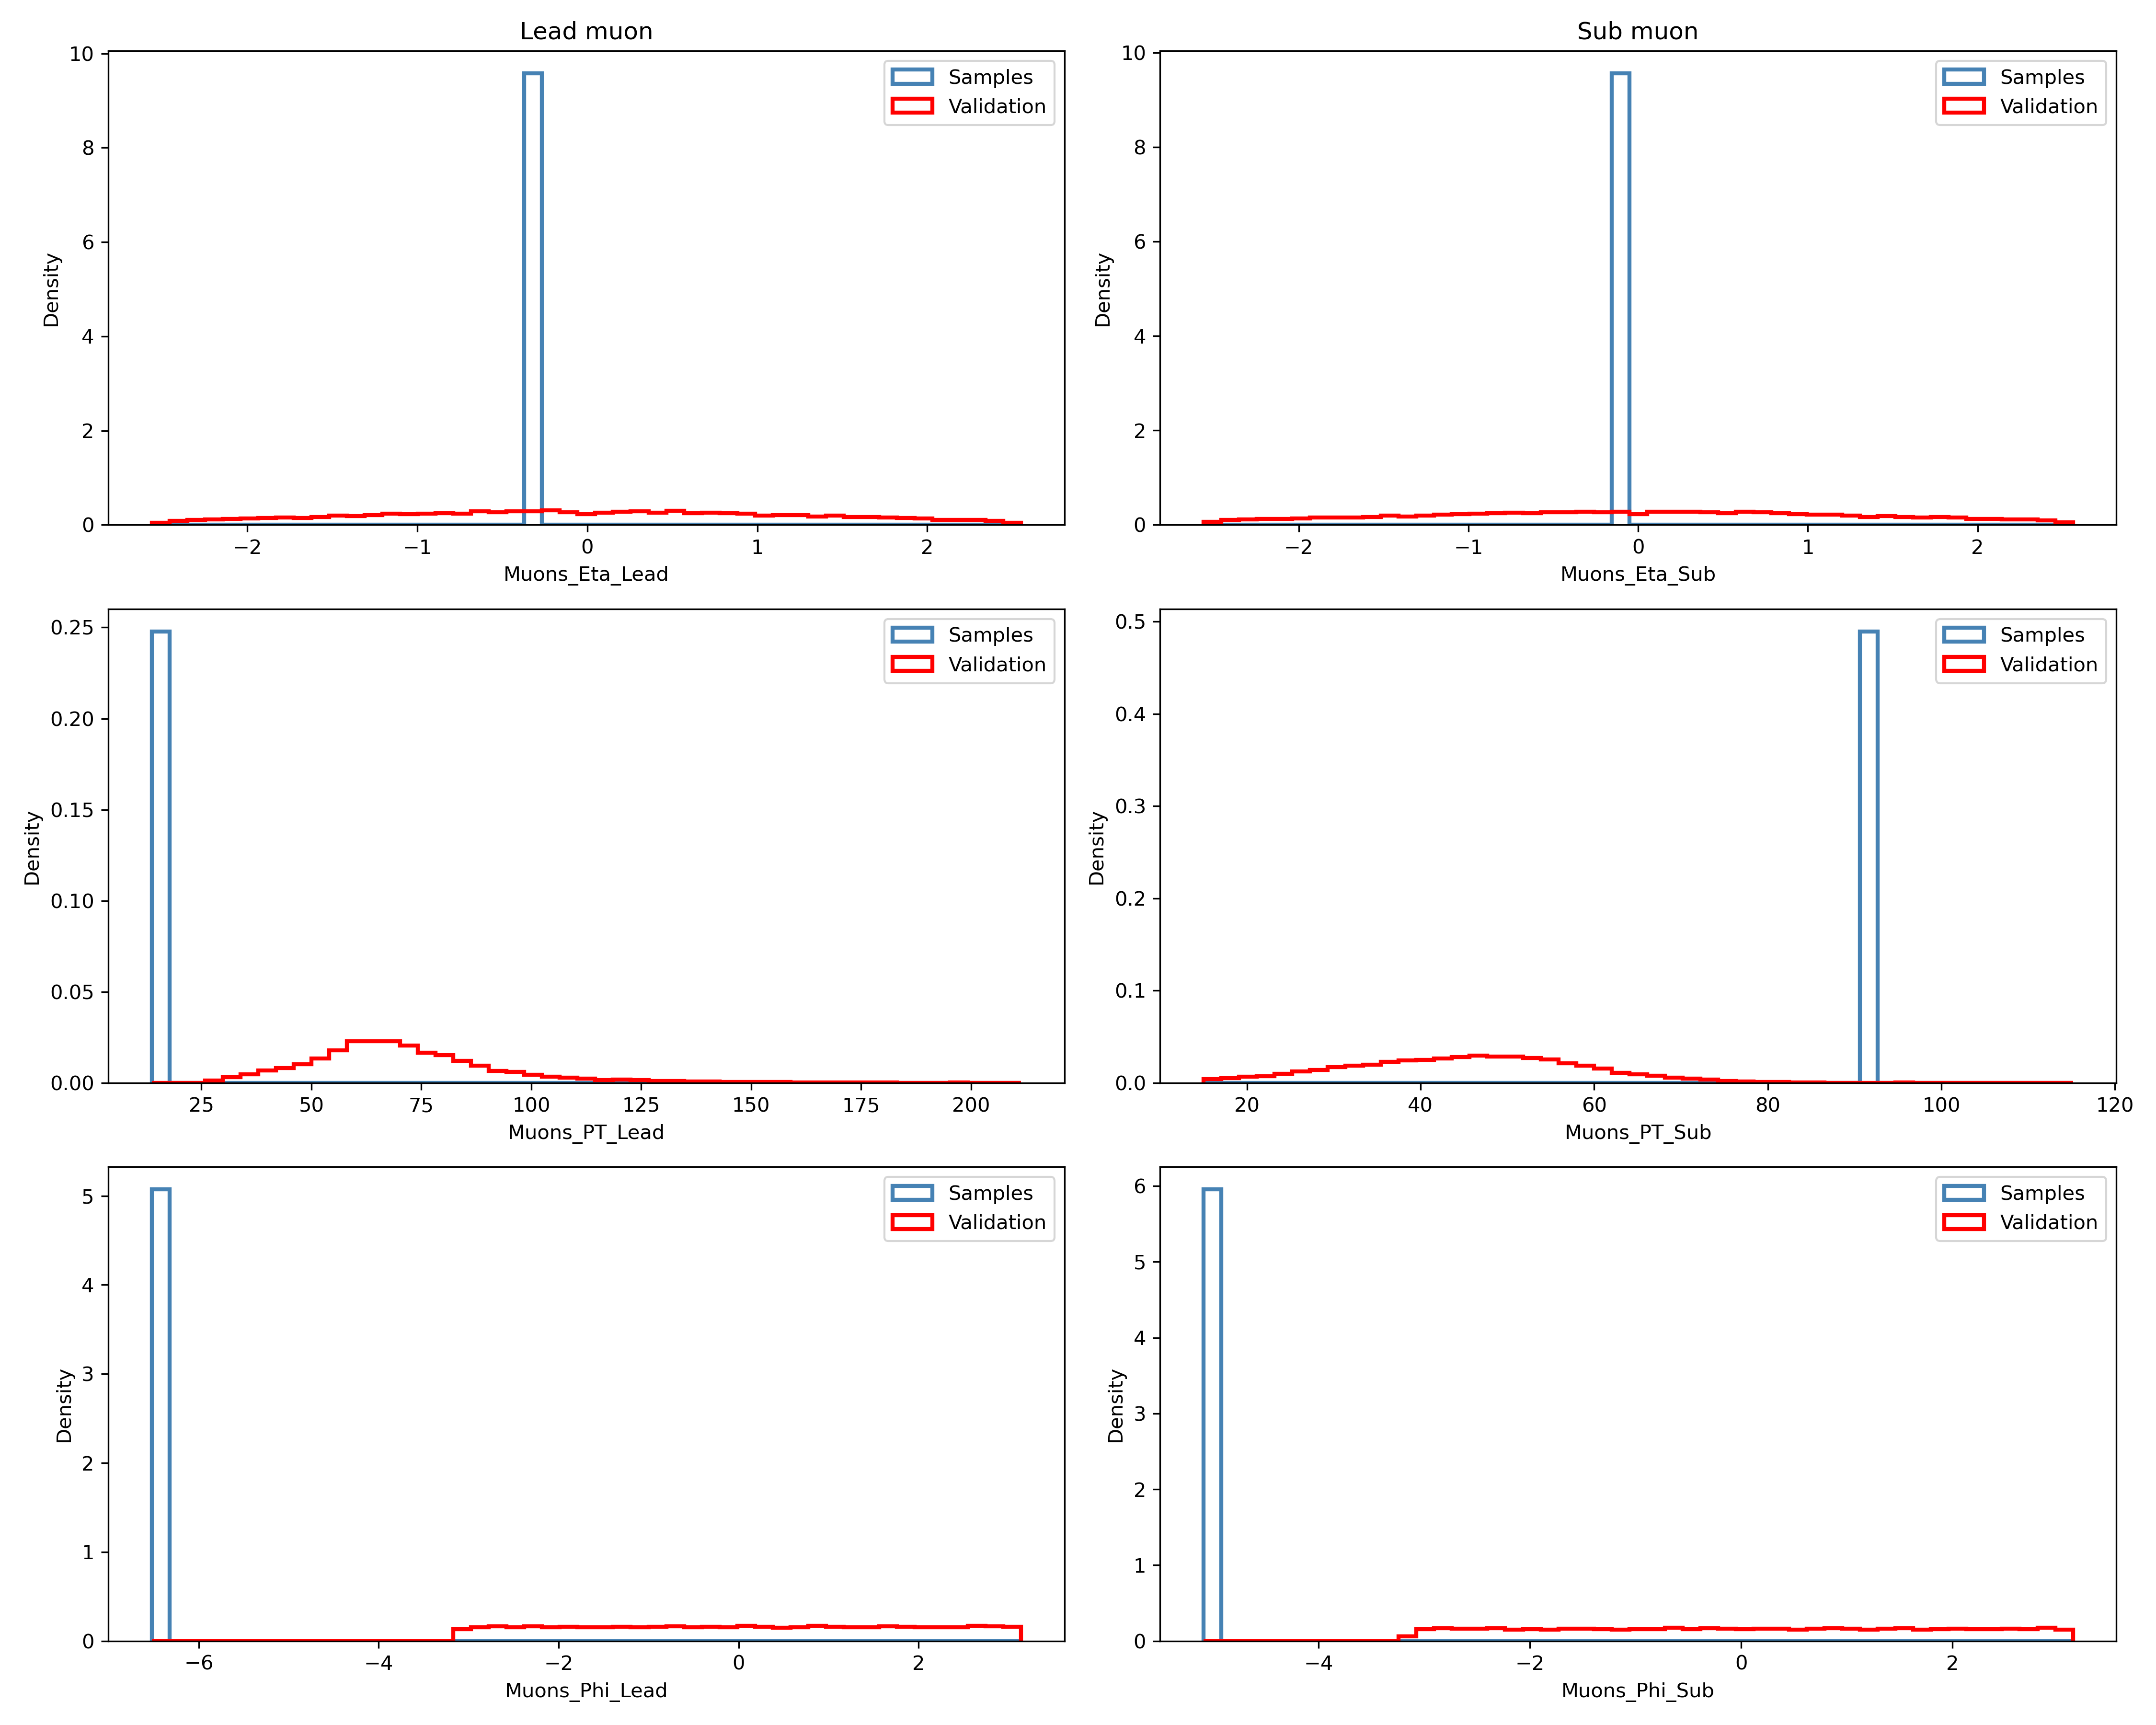 Lead muon
Sub muon
10
8
6
4
2
0
Density
−2
−1
0
1
2
Muons_Eta_Lead
Samples
Validation
10
8
6
4
2
0
Density
−2
−1
0
1
2
Muons_Eta_Sub
Samples
Validation
0.25
0.20
0.15
0.10
0.05
0.00
Density
25
50
75
100
125
150
175
200
Muons_PT_Lead
Samples
Validation
0.5
0.4
0.3
0.2
0.1
0.0
Density
20
40
60
80
100
120
Muons_PT_Sub
Samples
Validation
5
4
3
2
1
0
Density
−6
−4
−2
0
2
Muons_Phi_Lead
Samples
Validation
6
5
4
3
2
1
0
Density
−4
−2
0
2
Muons_Phi_Sub
Samples
Validation